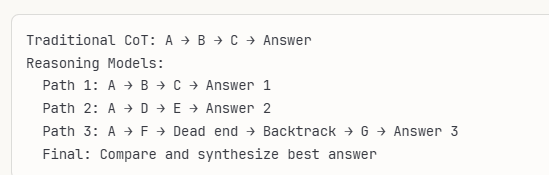 Traditional CoT: A → B → C → Answer
Reasoning Models:
Path 1: A → B → C → Answer 1
Path 2: A → D → E → Answer 2
Path 3: A → F → Dead end → Backtrack → G → Answer 3
Final: Compare and synthesize best answer